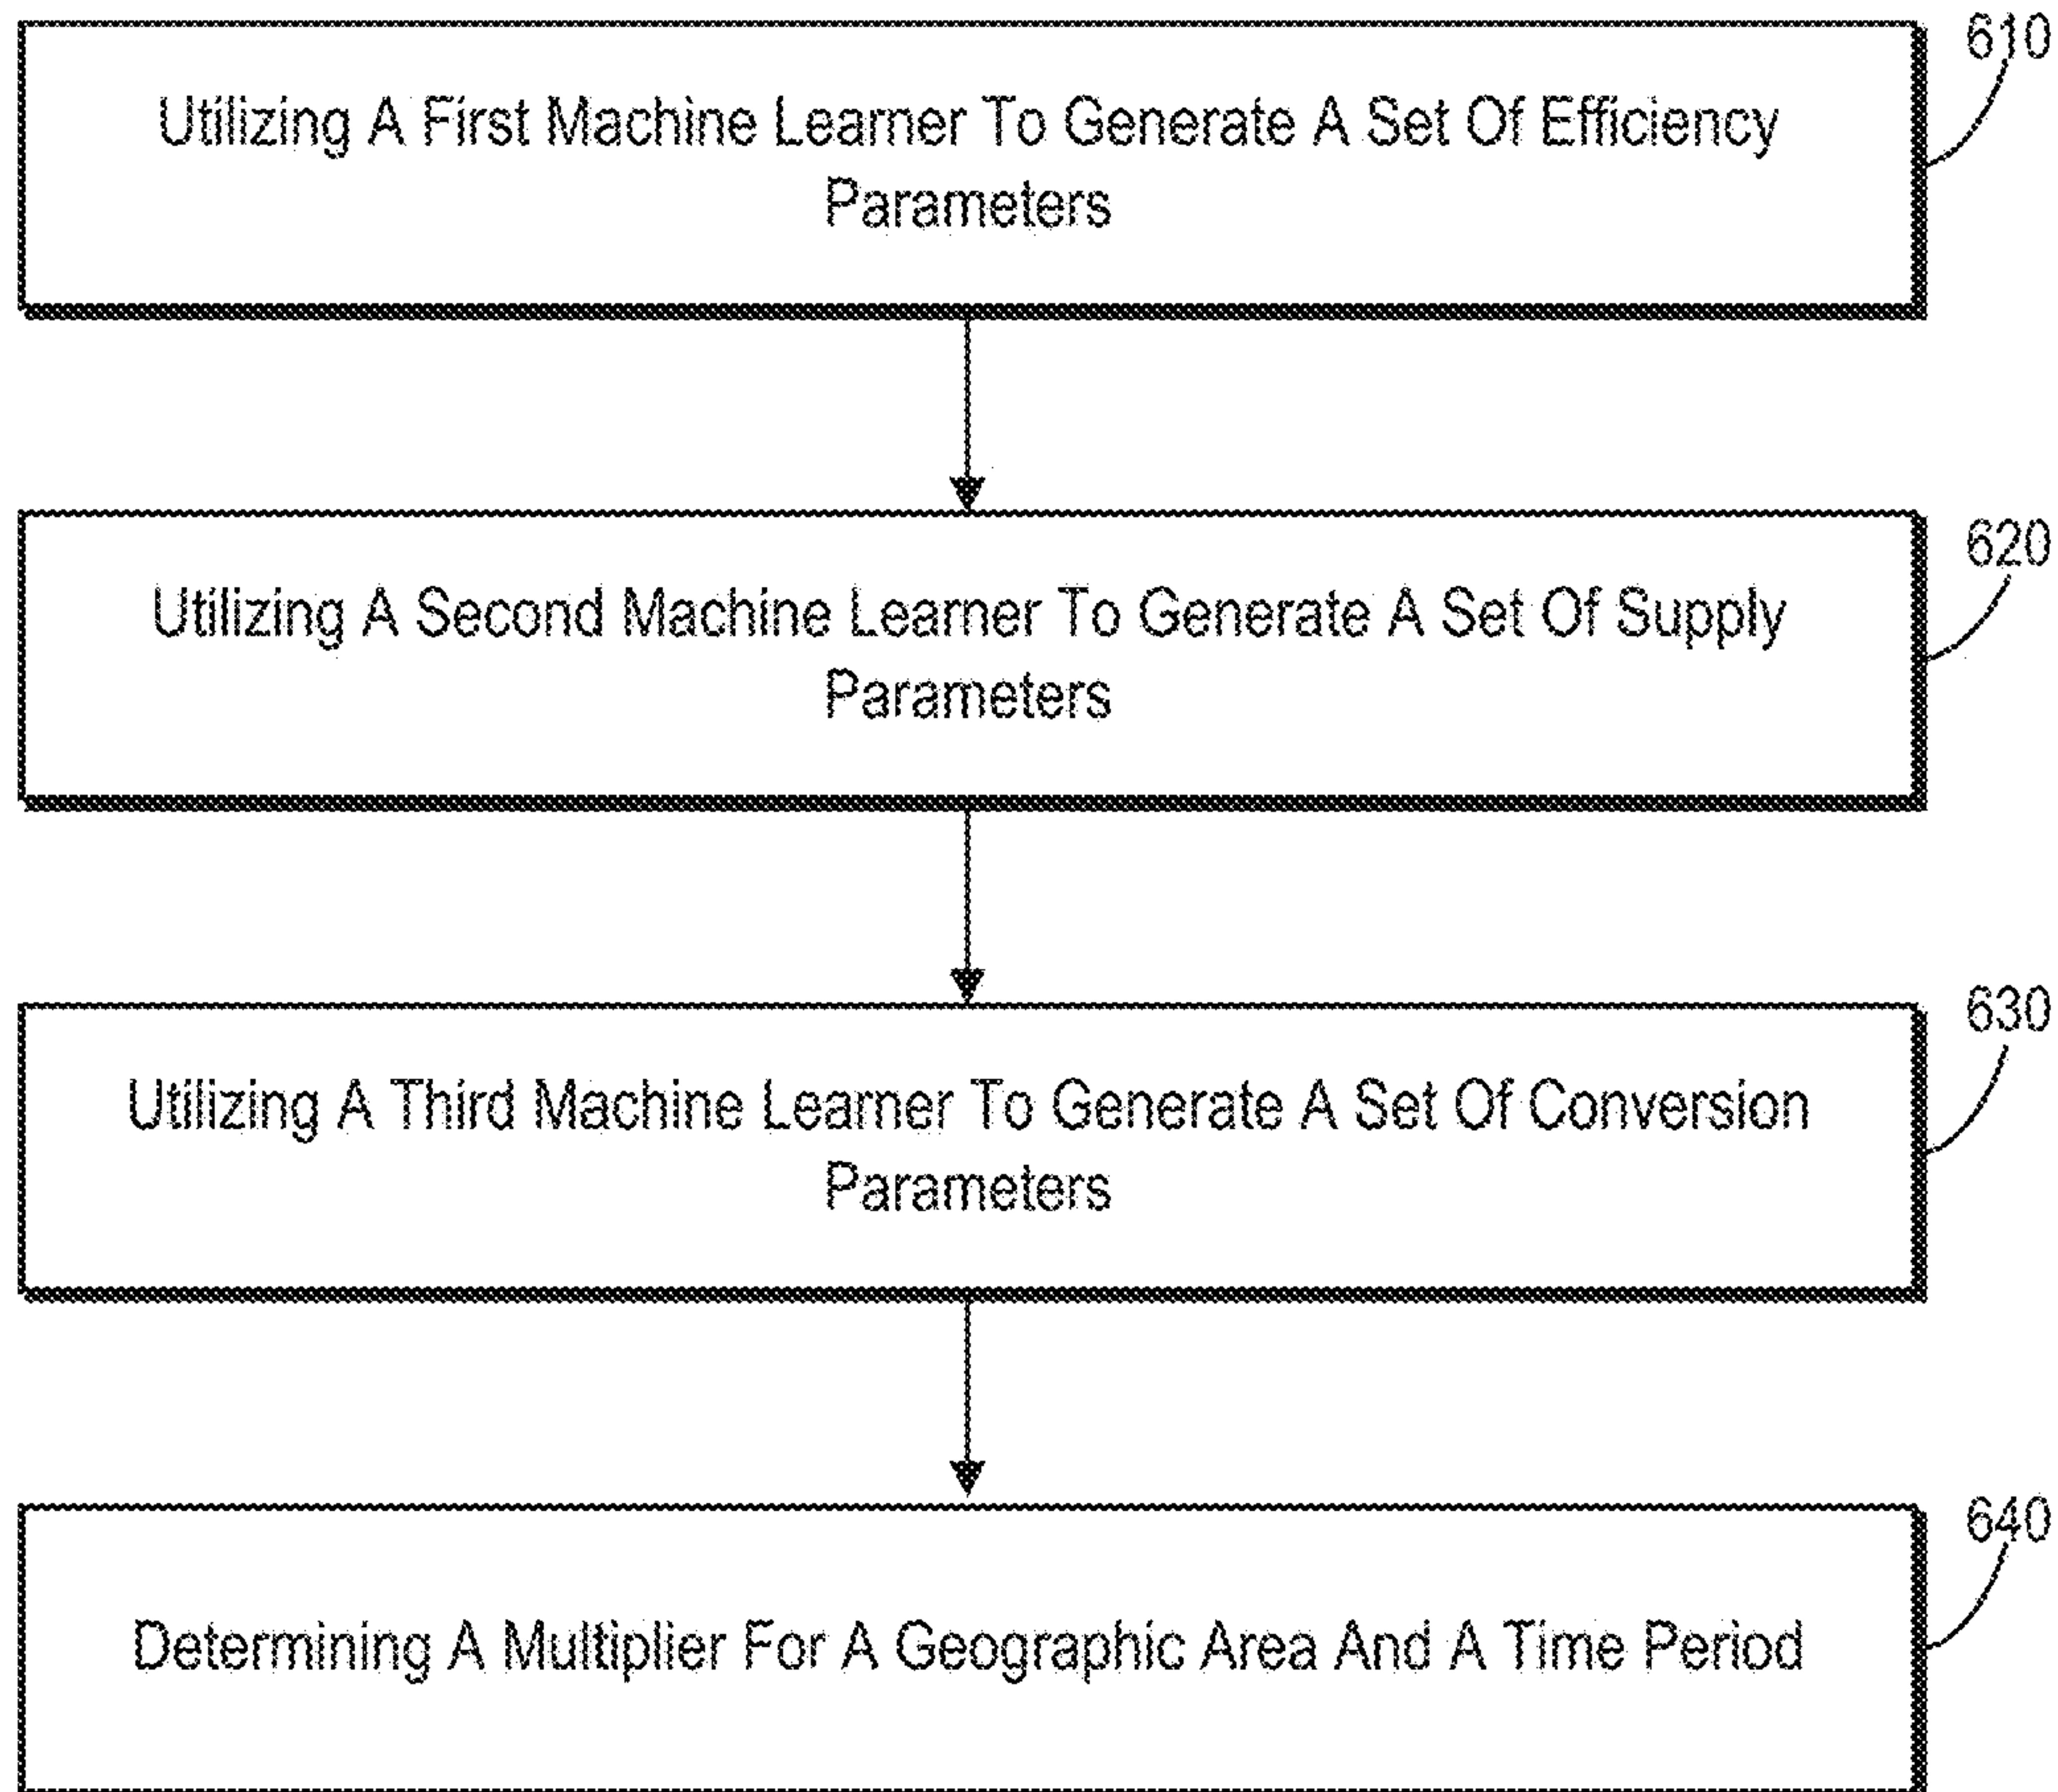 610
Utilizing A First Machine Learner To Generate A Set Of Efficiency
Parameters
620
Utilizing A Second Machine Learner To Generate A Set Of Supply
Parameters
630
Utilizing A Third Machine Learner To Generate A Set Of Conversion
Parameters
640
Determining A Multiplier For A Geographic Area And A Time Period